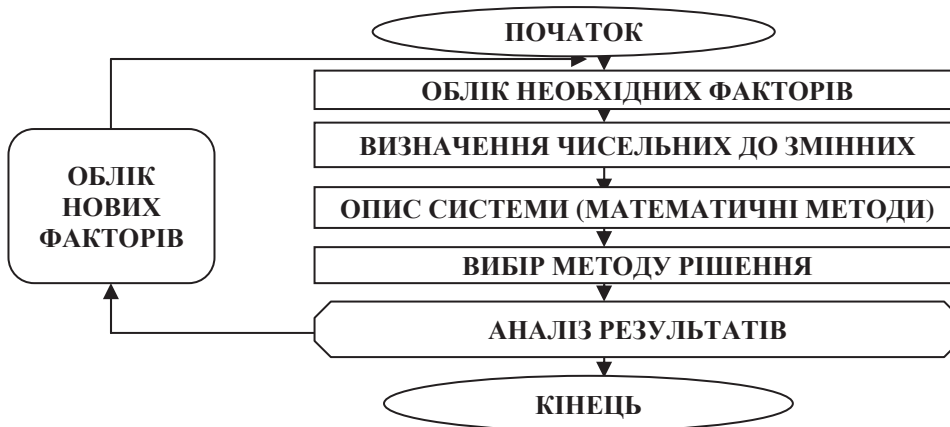 ПОЧАТОК
ОБЛІК НЕОБХІДНИХ ФАКТОРІВ
ВИЗНАЧЕННЯ ЧИСЕЛЬНИХ ДО ЗМІННИХ
ОПИС СИСТЕМИ (МАТЕМАТИЧНІ МЕТОДИ)
ВИБІР МЕТОДУ РІШЕННЯ
АНАЛІЗ РЕЗУЛЬТАТІВ
КІНЕЦЬ
ОБЛІК
НОВИХ
ФАКТОРІВ